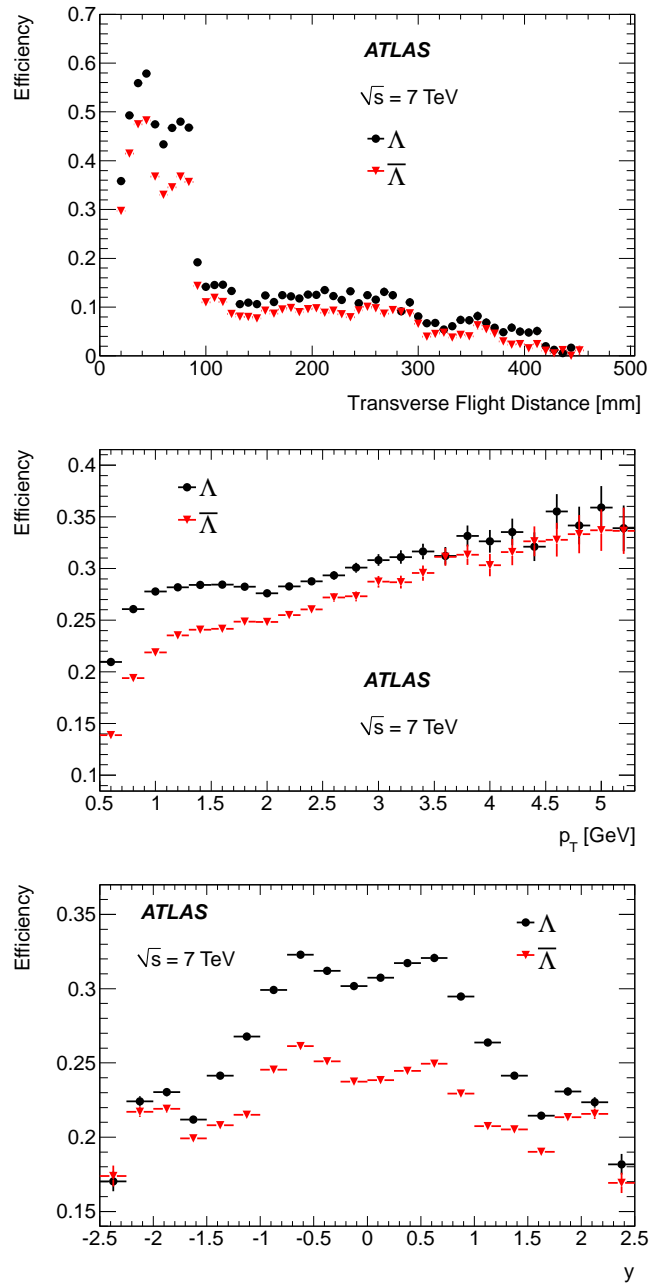 Efficiency
0.7
0.6
0.5
0.4
0.3
0.2
0.1
0
ATLAS
√s = 7 TeV
Λ
Λ̅
0 100 200 300 400 500
Transverse Flight Distance [mm]
Efficiency
0.4
0.35
0.3
0.25
0.2
0.15
0.1
Λ
Λ̅
ATLAS
√s = 7 TeV
0.5 1 1.5 2 2.5 3 3.5 4 4.5 5
p_T [GeV]
Efficiency
0.35
0.3
0.25
0.2
0.15
ATLAS
√s = 7 TeV
Λ
Λ̅
-2.5 -2 -1.5 -1 -0.5 0 0.5 1 1.5 2 2.5
y